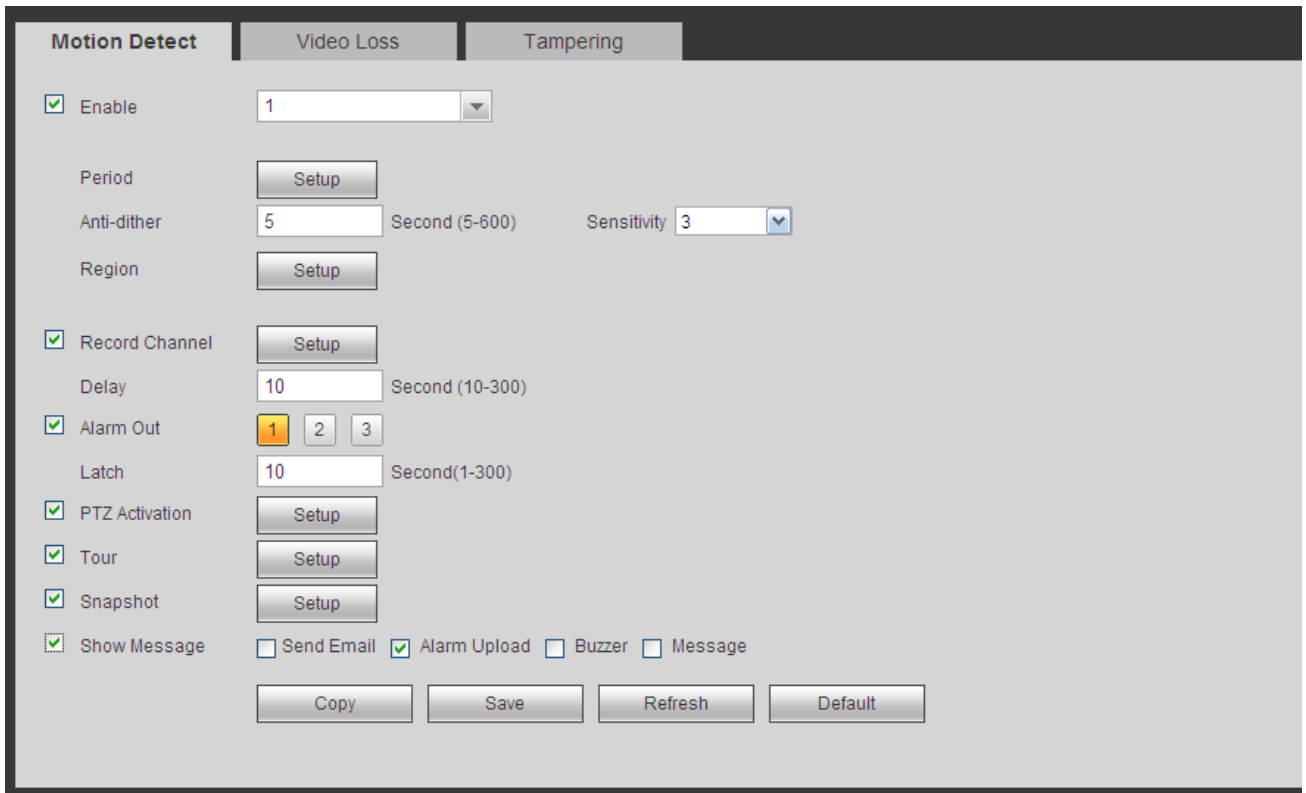 Motion Detect Video Loss Tampering
Enable 1
Period Setup
Anti-dither 5 Second (5-600) Sensitivity 3
Region Setup
Record Channel Setup
Delay 10 Second (10-300)
Alarm Out 1 2 3
Latch 10 Second(1-300)
PTZ Activation Setup
Tour Setup
Snapshot Setup
Show Message Send Email Alarm Upload Buzzer Message
Copy Save Refresh Default